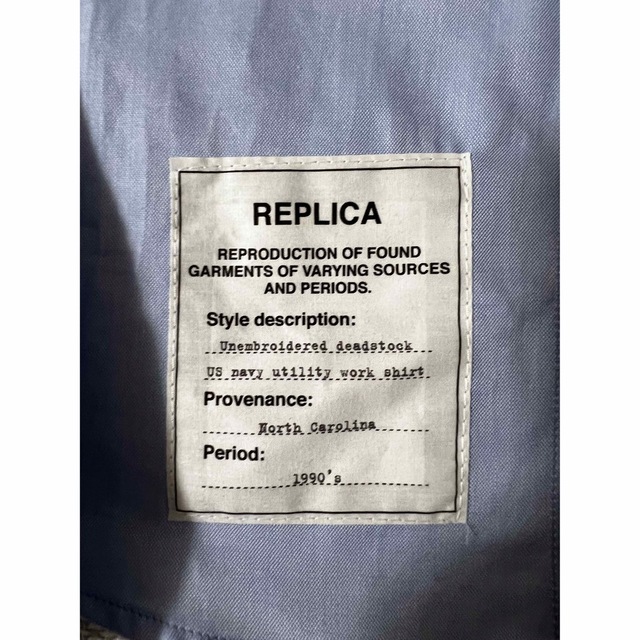 REPLICA
REPRODUCTION OF FOUND
GARMENTS OF VARYING SOURCES
AND PERIODS.
Style description:
Unembroidered deadstock
US navy utility work shirt
Provenance:
North Carolina
Period:
1990's